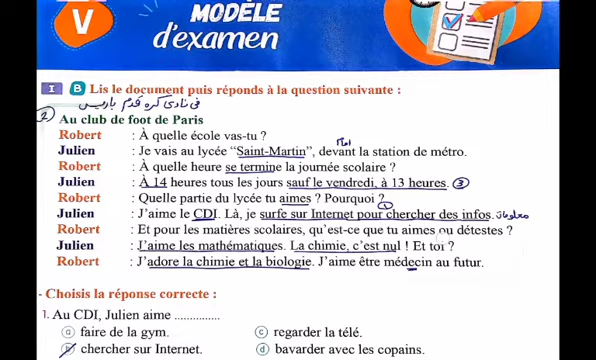 V
MODÈLE
d'examen
I B Lis le document puis réponds à la question suivante :
فى نادى كرة قدم باريس
2 Au club de foot de Paris
Robert : À quelle école vas-tu ?
أمام
Julien : Je vais au lycée "Saint-Martin", devant la station de métro.
Robert : À quelle heure se termine la journée scolaire ?
Julien : À 14 heures tous les jours sauf le vendredi, à 13 heures. 3
Robert : Quelle partie du lycée tu aimes ? Pourquoi ?
1
Julien : J'aime le CDI. Là, je surfe sur Internet pour chercher des infos. معلومات
Robert : Et pour les matières scolaires, qu'est-ce que tu aimes ou détestes ?
Julien : J'aime les mathématiques. La chimie, c'est nul ! Et toi ?
Robert : J'adore la chimie et la biologie. J'aime être médecin au futur.
- Choisis la réponse correcte :
1. Au CDI, Julien aime ...............
a faire de la gym. c regarder la télé.
b chercher sur Internet. d bavarder avec les copains.